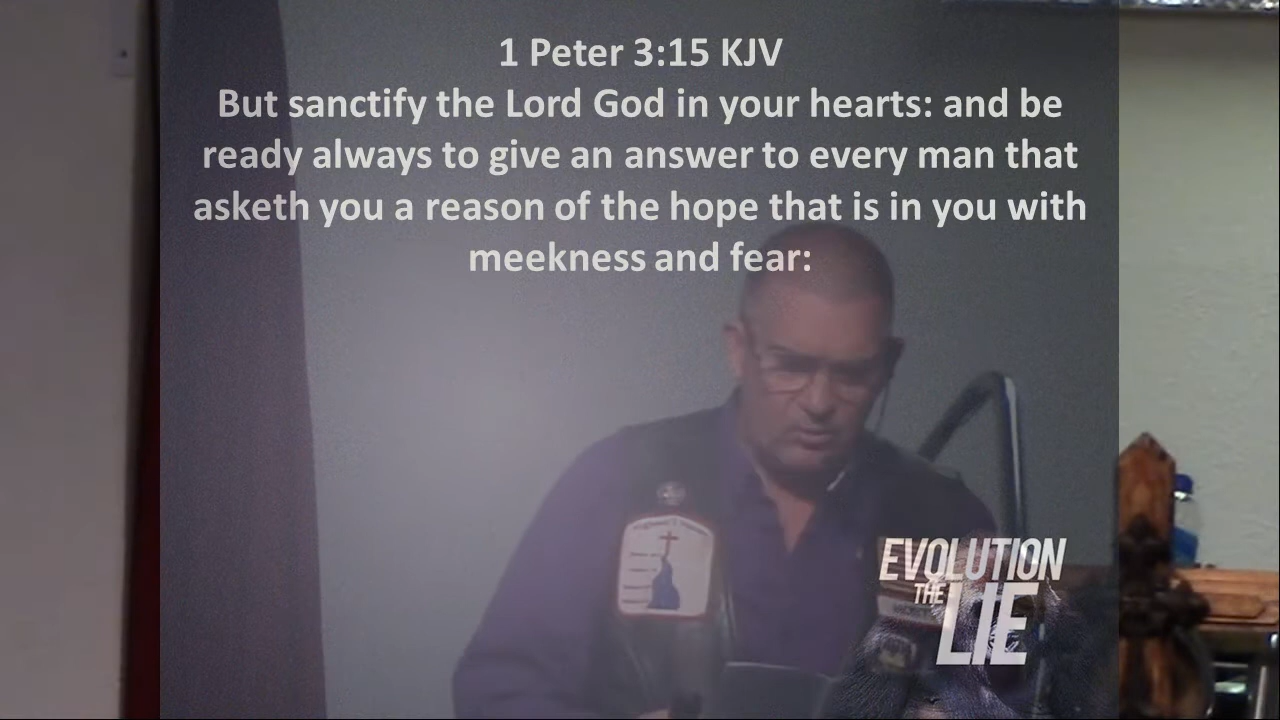 1 Peter 3:15 KJV
But sanctify the Lord God in your hearts: and be
ready always to give an answer to every man that
asketh you a reason of the hope that is in you with
meekness and fear:
EVOLUTION
THE
LIE